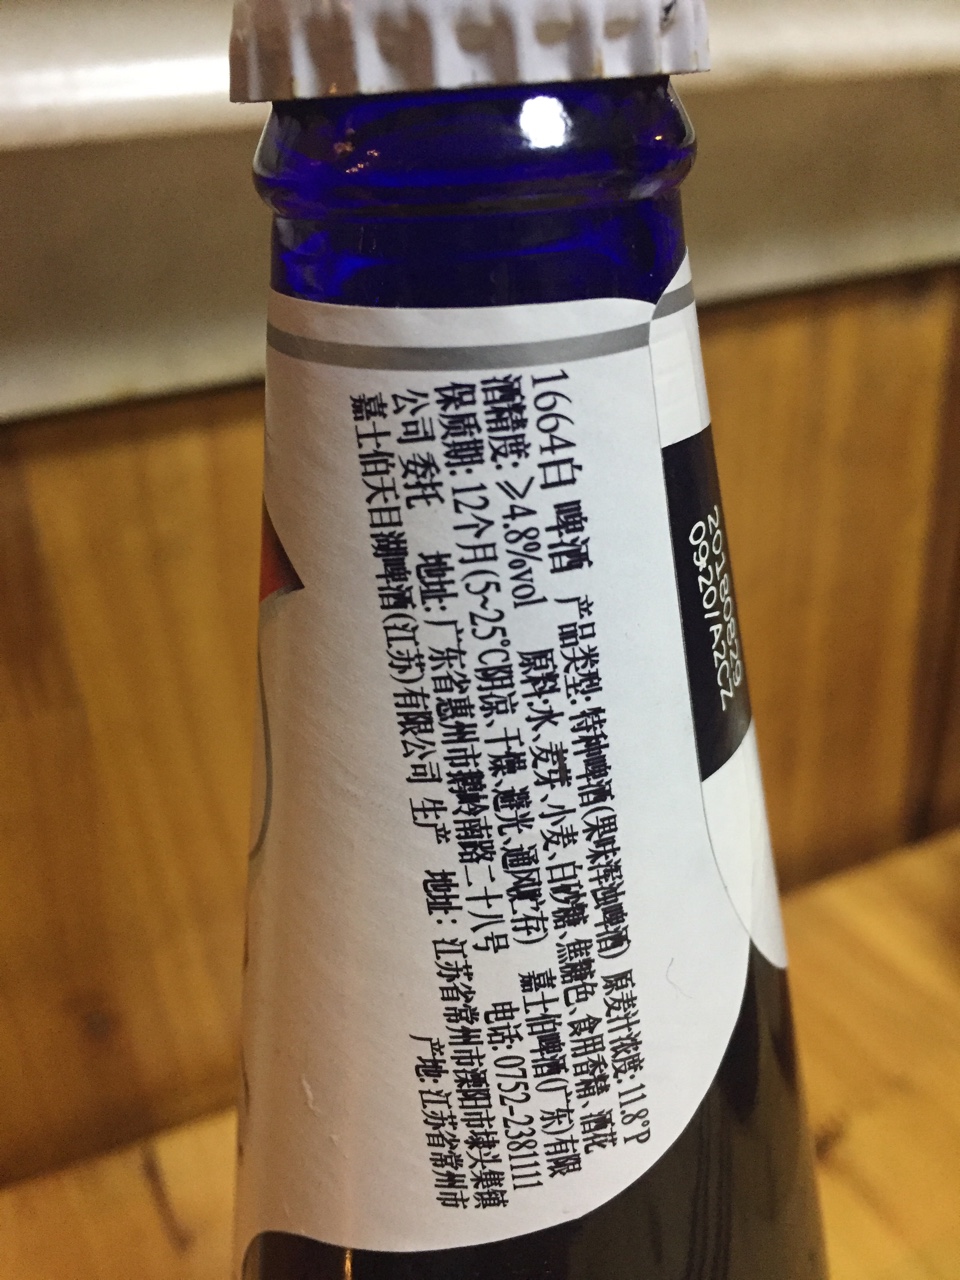 1664白 啤酒 产品类型: 特种啤酒(果味浑浊啤酒) 原麦汁浓度: 11.8°P
酒精度: ≥4.8%vol 原料:水、麦芽、小麦、白砂糖、焦糖色、食用香精、酒花
保质期: 12个月(5~25℃阴凉、干燥、避光、通风贮存) 嘉士伯啤酒(广东)有限
公司 委托 地址: 广东省惠州市鹅岭南路二十八号 电话: 0752-2381111
嘉士伯天目湖啤酒(江苏)有限公司 生产 地址: 江苏省常州市溧阳市埭头集镇
产地: 江苏省常州市
20180829
09:20/A2CZ